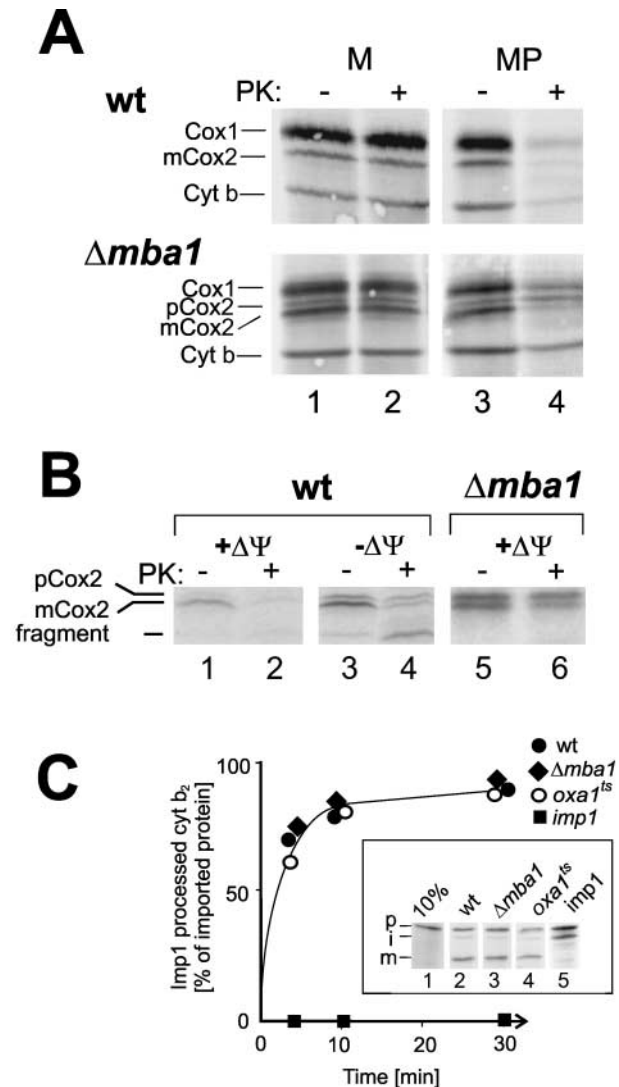 A
M MP
wt
PK: - + - +
Cox1
mCox2
Cyt b
Δmba1
Cox1
pCox2
mCox2
Cyt b
1 2 3 4
B
wt Δmba1
+ΔΨ -ΔΨ +ΔΨ
PK: - + - + - +
pCox2
mCox2
fragment
1 2 3 4 5 6
C
wt
Δmba1
oxa1ts
imp1
Imp1 processed cyt b2
[% of imported protein]
100
50
0
10% wt Δmba1 oxa1ts imp1
p
i
m
1 2 3 4 5
0 10 20 30
Time [min]